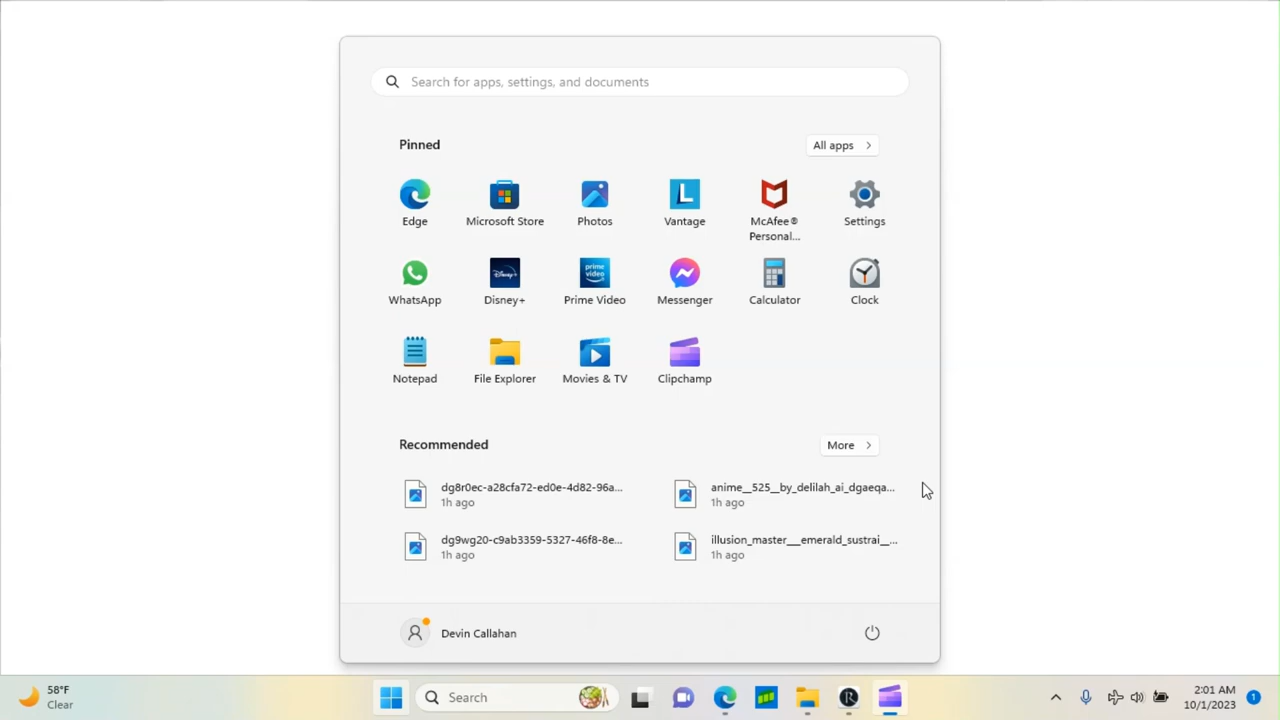 Search for apps, settings, and documents
Pinned
All apps
Edge
Microsoft Store
Photos
Vantage
McAfee®
Personal...
Settings
WhatsApp
Disney+
Prime Video
Messenger
Calculator
Clock
Notepad
File Explorer
Movies & TV
Clipchamp
Recommended
More
dg8r0ec-a28cfa72-ed0e-4d82-96a...
1h ago
anime__525__by_delilah_ai_dgaeqa...
1h ago
dg9wg20-c9ab3359-5327-46f8-8e...
1h ago
illusion_master___emerald_sustrai__...
1h ago
Devin Callahan
58°F
Clear
Search
2:01 AM
10/1/2023
1